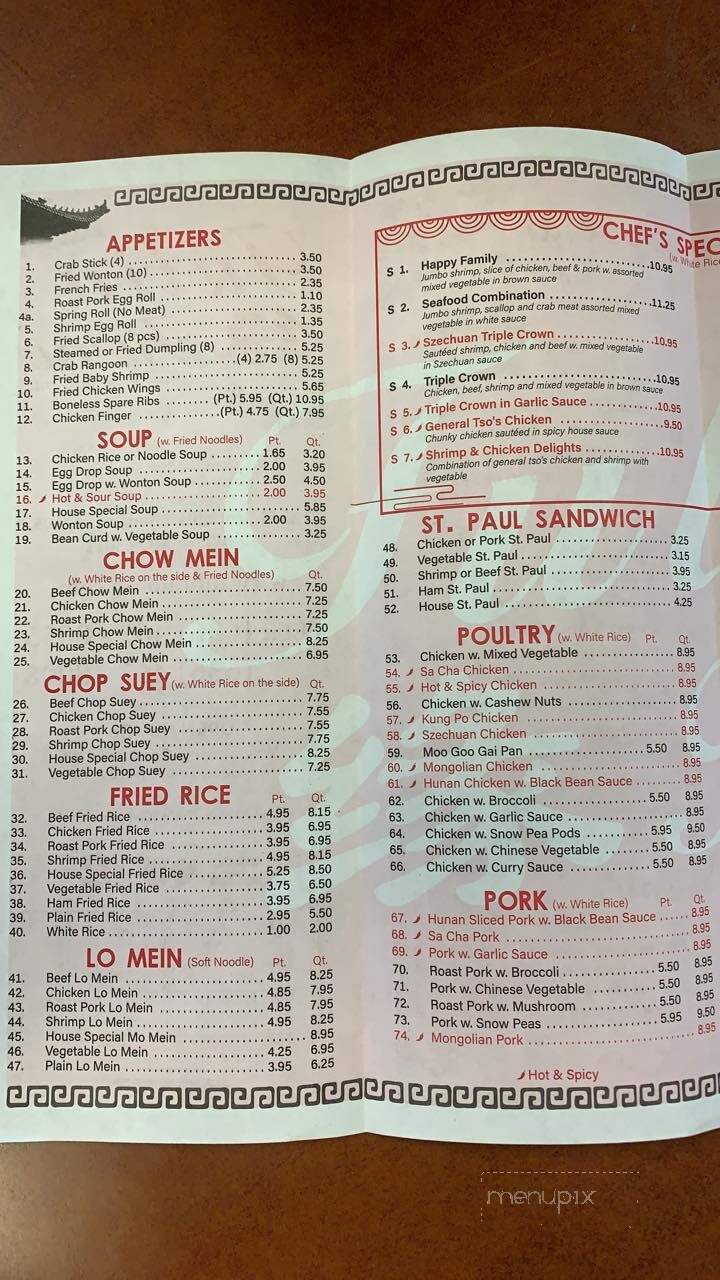 APPETIZERS
1. Crab Stick (4) 3.50
2. Fried Wonton (10) 3.50
3. French Fries 2.35
4. Roast Pork Egg Roll 1.10
4a. Spring Roll (No Meat) 2.35
5. Shrimp Egg Roll 1.35
6. Fried Scallop (8 pcs) 3.50
7. Steamed or Fried Dumpling (8) 5.25
8. Crab Rangoon (4) 2.75 (8) 5.25
9. Fried Baby Shrimp 5.25
10. Fried Chicken Wings 5.65
11. Boneless Spare Ribs (Pt.) 5.95 (Qt.) 10.95
12. Chicken Finger (Pt.) 4.75 (Qt.) 7.95
SOUP (w. Fried Noodles) Pt. Qt.
13. Chicken Rice or Noodle Soup 1.65 3.20
14. Egg Drop Soup 2.00 3.95
15. Egg Drop w. Wonton Soup 2.50 4.50
16. Hot & Sour Soup 2.00 3.95
17. House Special Soup 5.85
18. Wonton Soup 2.00 3.95
19. Bean Curd w. Vegetable Soup 3.25
CHOW MEIN
(w. White Rice on the side & Fried Noodles) Qt.
20. Beef Chow Mein 7.50
21. Chicken Chow Mein 7.25
22. Roast Pork Chow Mein 7.25
23. Shrimp Chow Mein 7.50
24. House Special Chow Mein 8.25
25. Vegetable Chow Mein 6.95
CHOP SUEY (w. White Rice on the side) Qt.
26. Beef Chop Suey 7.75
27. Chicken Chop Suey 7.55
28. Roast Pork Chop Suey 7.55
29. Shrimp Chop Suey 7.75
30. House Special Chop Suey 8.25
31. Vegetable Chop Suey 7.25
FRIED RICE Pt. Qt.
32. Beef Fried Rice 4.95 8.15
33. Chicken Fried Rice 3.95 6.95
34. Roast Pork Fried Rice 3.95 6.95
35. Shrimp Fried Rice 4.95 8.15
36. House Special Fried Rice 5.25 8.50
37. Vegetable Fried Rice 3.75 6.50
38. Ham Fried Rice 3.95 6.95
39. Plain Fried Rice 2.95 5.50
40. White Rice 1.00 2.00
LO MEIN (Soft Noodle) Pt. Qt.
41. Beef Lo Mein 4.95 8.25
42. Chicken Lo Mein 4.85 7.95
43. Roast Pork Lo Mein 4.85 7.95
44. Shrimp Lo Mein 4.95 8.25
45. House Special Mo Mein 8.95
46. Vegetable Lo Mein 4.25 6.95
47. Plain Lo Mein 3.95 6.25
CHEF'S SPEC
(w. White Rice
S 1. Happy Family 10.95
Jumbo shrimp, slice of chicken, beef & pork w. assorted
mixed vegetable in brown sauce
S 2. Seafood Combination 11.25
Jumbo shrimp, scallop and crab meat assorted mixed
vegetable in white sauce
S 3. Szechuan Triple Crown 10.95
Sautéed shrimp, chicken and beef w. mixed vegetable
in Szechuan sauce
S 4. Triple Crown 10.95
Chicken, beef, shrimp and mixed vegetable in brown sauce
S 5. Triple Crown in Garlic Sauce 10.95
S 6. General Tso's Chicken 9.50
Chunky chicken sautéed in spicy house sauce
S 7. Shrimp & Chicken Delights 10.95
Combination of general tso's chicken and shrimp with
vegetable
ST. PAUL SANDWICH
48. Chicken or Pork St. Paul 3.25
49. Vegetable St. Paul 3.15
50. Shrimp or Beef St. Paul 3.95
51. Ham St. Paul 3.25
52. House St. Paul 4.25
POULTRY (w. White Rice) Pt. Qt.
53. Chicken w. Mixed Vegetable 8.95
54. Sa Cha Chicken 8.95
55. Hot & Spicy Chicken 8.95
56. Chicken w. Cashew Nuts 8.95
57. Kung Po Chicken 8.95
58. Szechuan Chicken 8.95
59. Moo Goo Gai Pan 5.50 8.95
60. Mongolian Chicken 8.95
61. Hunan Chicken w. Black Bean Sauce 8.95
62. Chicken w. Broccoli 5.50 8.95
63. Chicken w. Garlic Sauce 8.95
64. Chicken w. Snow Pea Pods 5.95 9.50
65. Chicken w. Chinese Vegetable 5.50 8.95
66. Chicken w. Curry Sauce 5.50 8.95
PORK (w. White Rice) Pt. Qt.
67. Hunan Sliced Pork w. Black Bean Sauce 8.95
68. Sa Cha Pork 8.95
69. Pork w. Garlic Sauce 8.95
70. Roast Pork w. Broccoli 5.50 8.95
71. Pork w. Chinese Vegetable 5.50 8.95
72. Roast Pork w. Mushroom 5.50 8.95
73. Pork w. Snow Peas 5.95 9.50
74. Mongolian Pork 8.95
Hot & Spicy
menupix